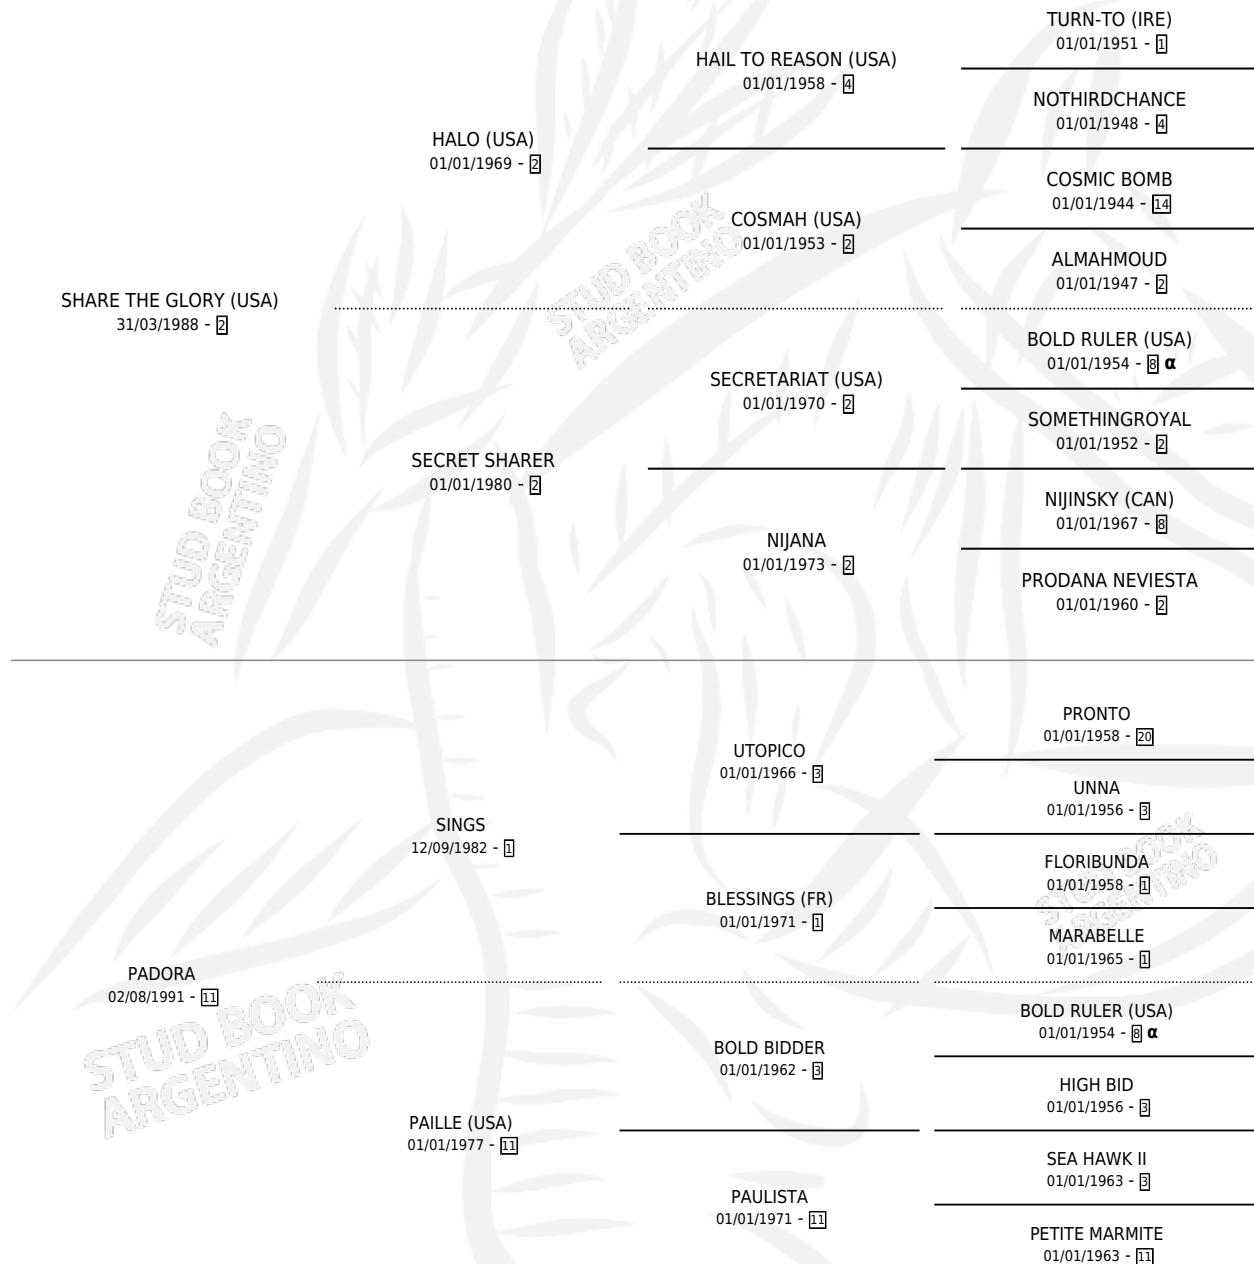 TURN-TO (IRE)
01/01/1951 - 1
HAIL TO REASON (USA)
01/01/1958 - 4
NOTHIRDCHANCE
01/01/1948 - 4
HALO (USA)
01/01/1969 - 2
COSMIC BOMB
01/01/1944 - 14
COSMAH (USA)
01/01/1953 - 2
ALMAHMOUD
01/01/1947 - 2
SHARE THE GLORY (USA)
31/03/1988 - 2
BOLD RULER (USA)
01/01/1954 - 8 α
SECRETARIAT (USA)
01/01/1970 - 2
SOMETHINGROYAL
01/01/1952 - 2
SECRET SHARER
01/01/1980 - 2
NIJINSKY (CAN)
01/01/1967 - 8
NIJANA
01/01/1973 - 2
PRODANA NEVIESTA
01/01/1960 - 2
PRONTO
01/01/1958 - 20
UTOPICO
01/01/1966 - 3
UNNA
01/01/1956 - 3
SINGS
12/09/1982 - 1
FLORIBUNDA
01/01/1958 - 1
BLESSINGS (FR)
01/01/1971 - 1
MARABELLE
01/01/1965 - 1
PADORA
02/08/1991 - 11
BOLD RULER (USA)
01/01/1954 - 8 α
BOLD BIDDER
01/01/1962 - 3
HIGH BID
01/01/1956 - 3
PAILLE (USA)
01/01/1977 - 11
SEA HAWK II
01/01/1963 - 3
PAULISTA
01/01/1971 - 11
PETITE MARMITE
01/01/1963 - 11
STUD BOOK
ARGENTINO
STUD BOOK
ARGENTINO
STUD BOOK
ARGENTINO
STUD BOOK
ARGENTINO